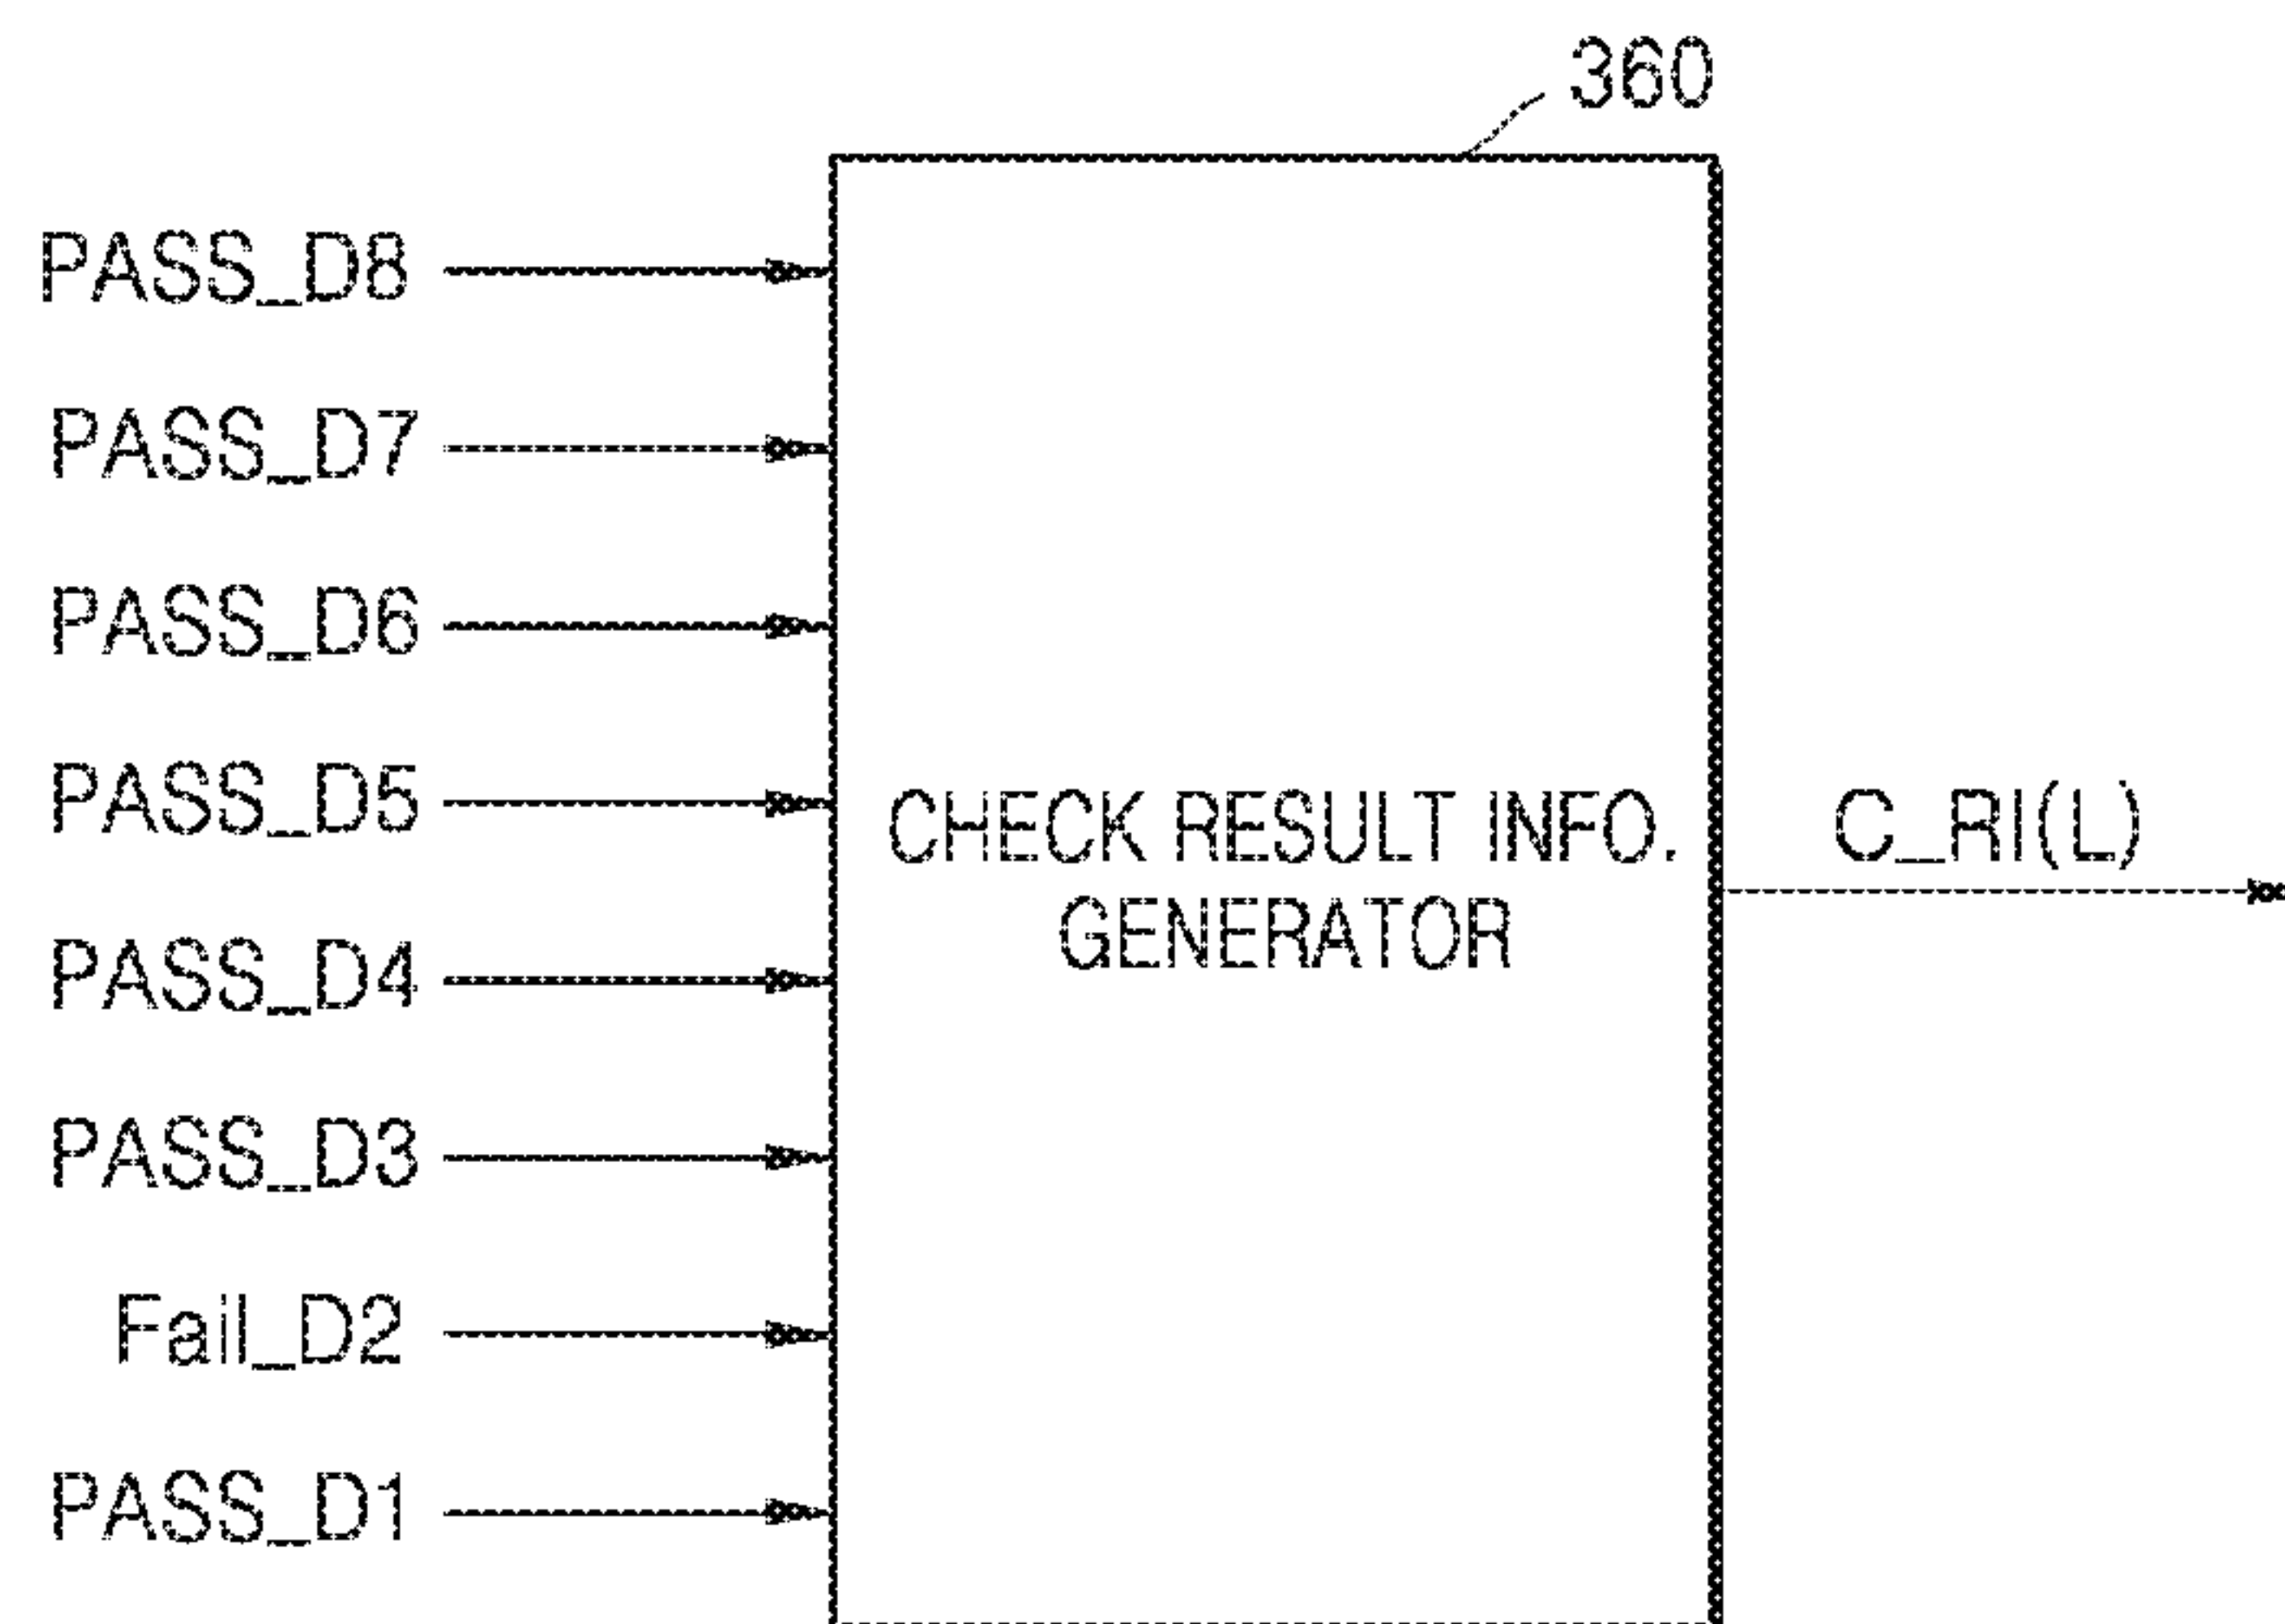 360
PASS_D8
PASS_D7
PASS_D6
PASS_D5
CHECK RESULT INFO.
GENERATOR
C_RI(L)
PASS_D4
PASS_D3
Fail_D2
PASS_D1